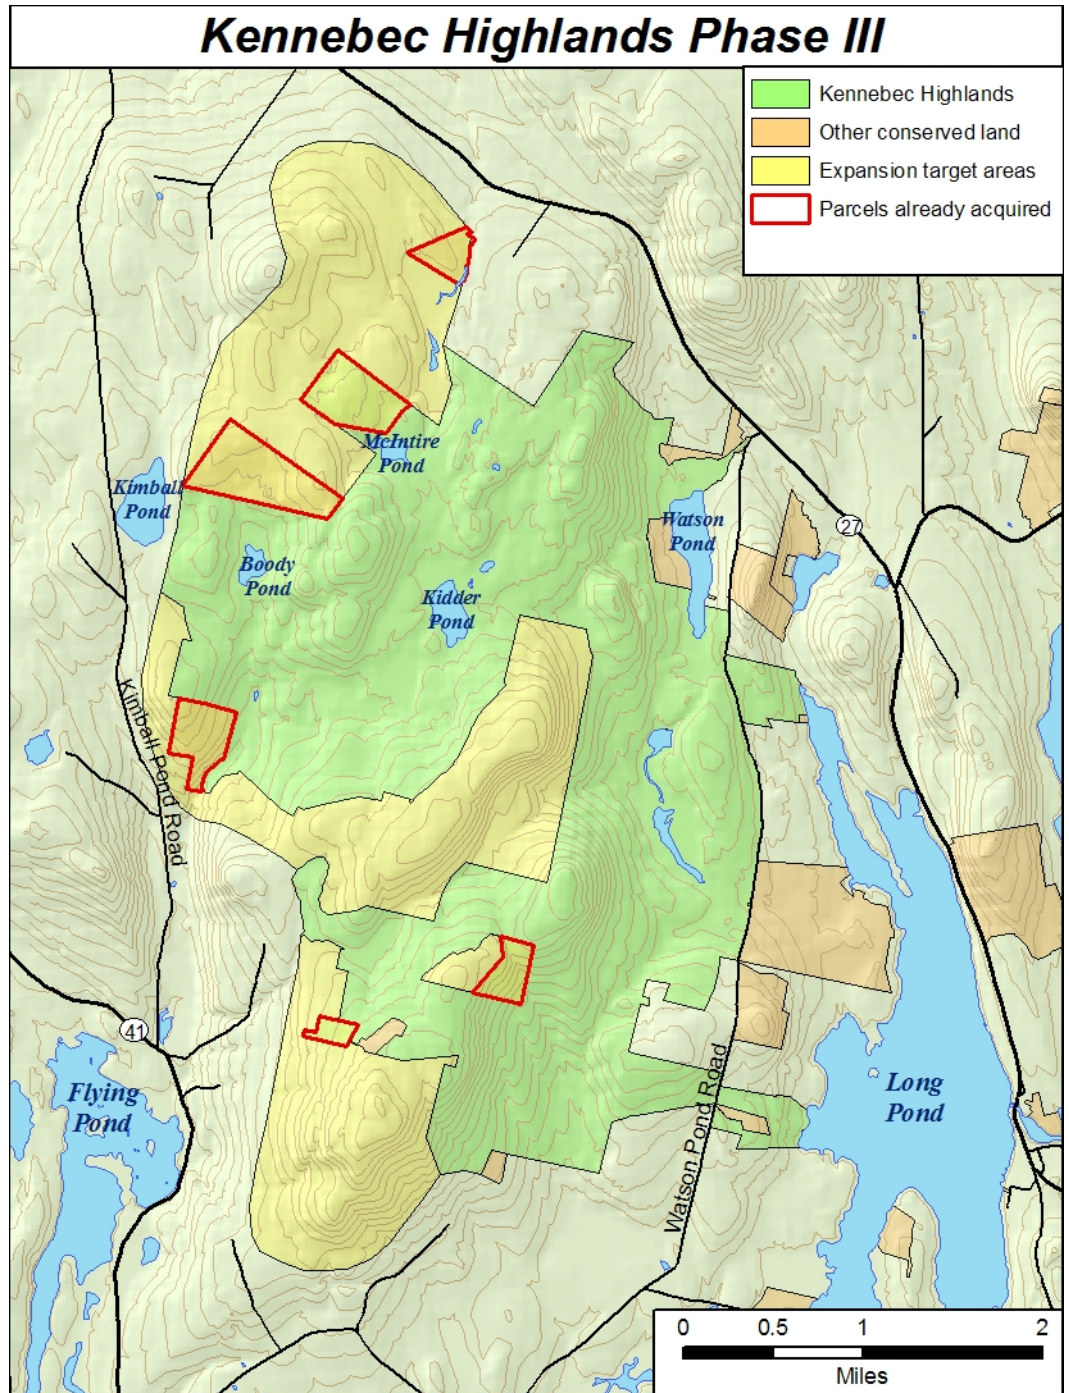 Kennebec Highlands Phase III
Kennebec Highlands
Other conserved land
Expansion target areas
Parcels already acquired
McIntire
Pond
Kimball
Pond
Watson
Pond
27
Boody
Pond
Kidder
Pond
Kimball Pond Road
41
Flying
Pond
Long
Pond
Watson Pond Road
0 0.5 1 2
Miles